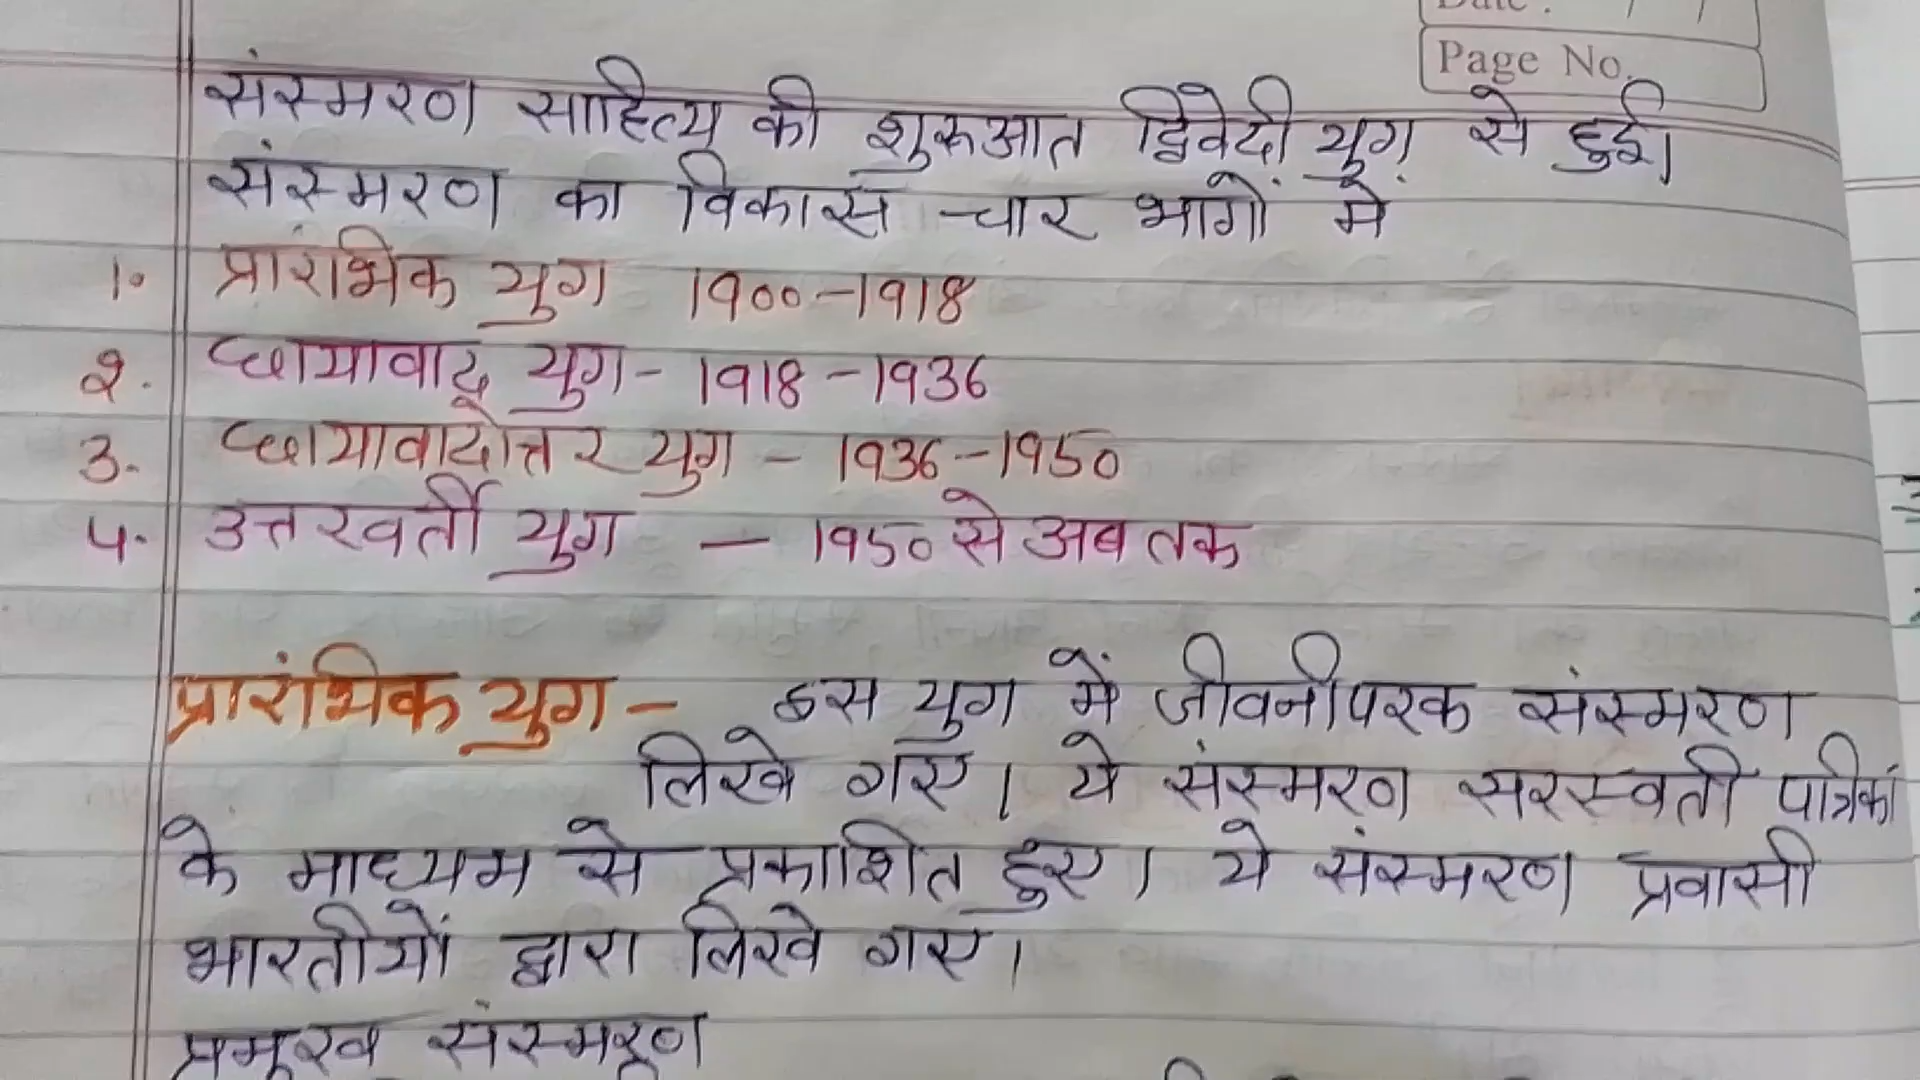 Date : / /
Page No.
संस्मरण साहित्य की शुरुआत द्विवेदी युग से हुई।
संस्मरण का विकास चार भागों मे
1. प्रारंभिक युग 1900-1918
2. छायावाद युग - 1918-1936
3. छायावादोत्तर युग - 1936-1950
4. उत्तरवर्ती युग — 1950 से अब तक
प्रारंभिक युग - इस युग में जीवनीपरक संस्मरण
लिखे गए। ये संस्मरण सरस्वती पत्रिका
के माध्यम से प्रकाशित हुए। ये संस्मरण प्रवासी
भारतीयों द्वारा लिखे गए।
प्रमुख संस्मरण